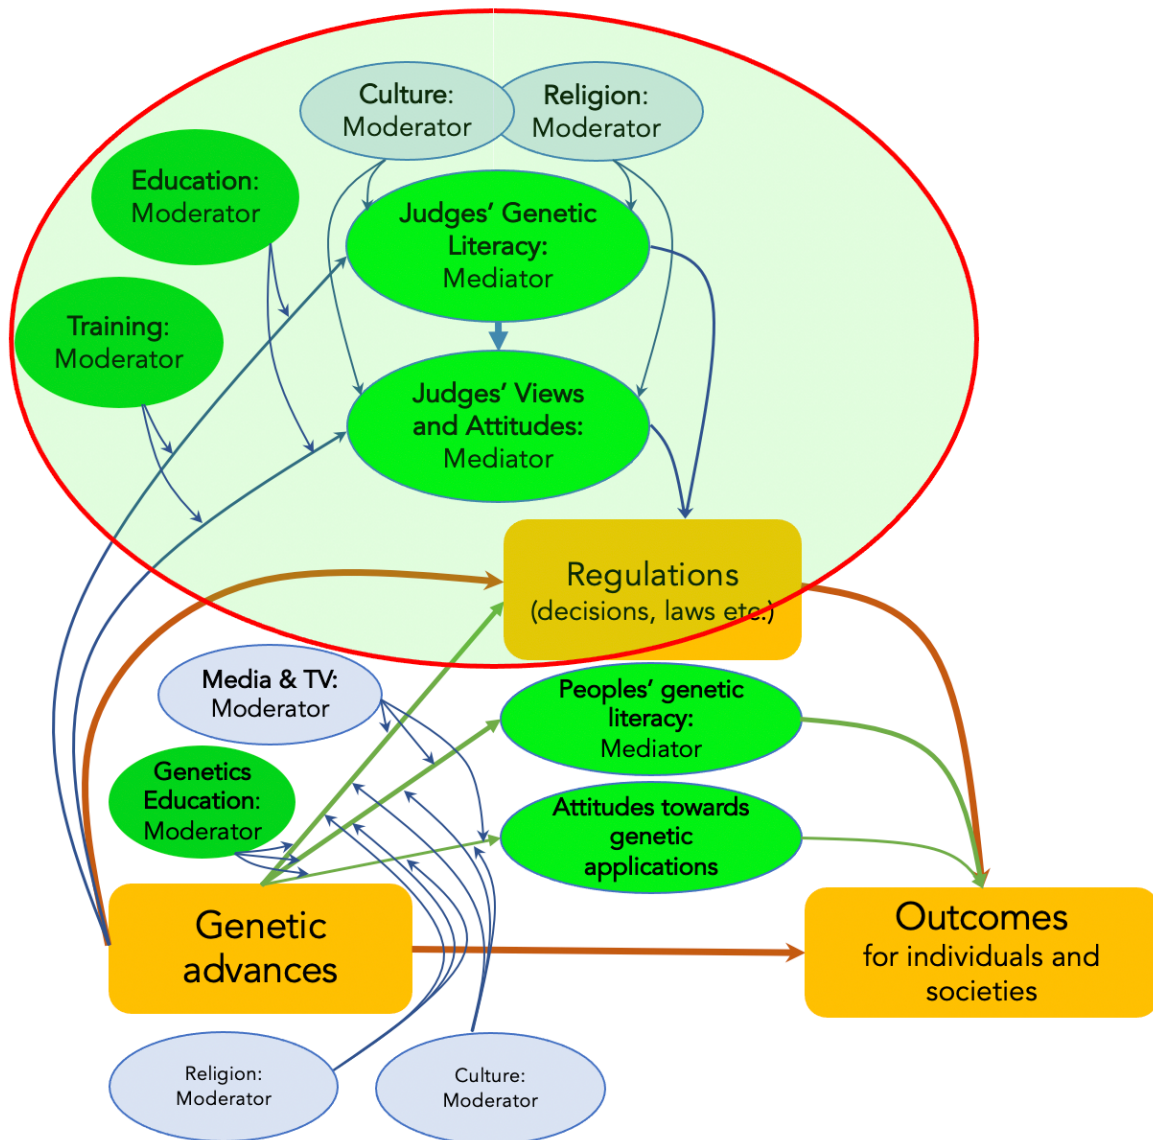 Culture:
Moderator
Religion:
Moderator
Education:
Moderator
Judges’ Genetic
Literacy:
Mediator
Training:
Moderator
Judges’ Views
and Attitudes:
Mediator
Regulations
(decisions, laws etc.)
Media & TV:
Moderator
Peoples’ genetic
literacy:
Mediator
Genetics
Education:
Moderator
Attitudes towards
genetic
applications
Genetic
advances
Outcomes
for individuals and
societies
Religion:
Moderator
Culture:
Moderator